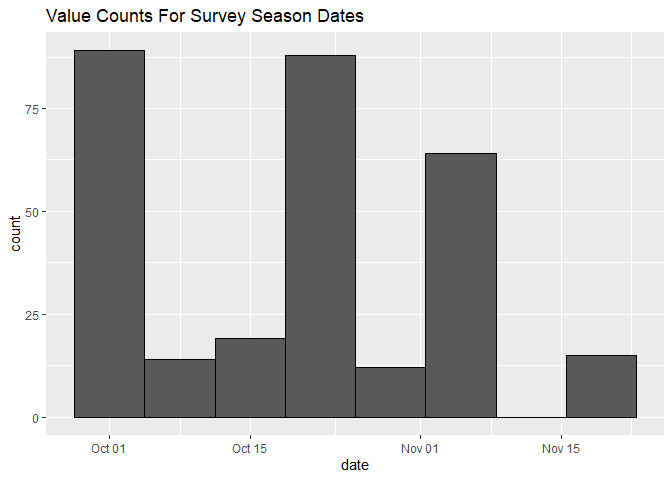 Value Counts For Survey Season Dates
75
50
25
0
count
Oct 01 Oct 15 Nov 01 Nov 15
date